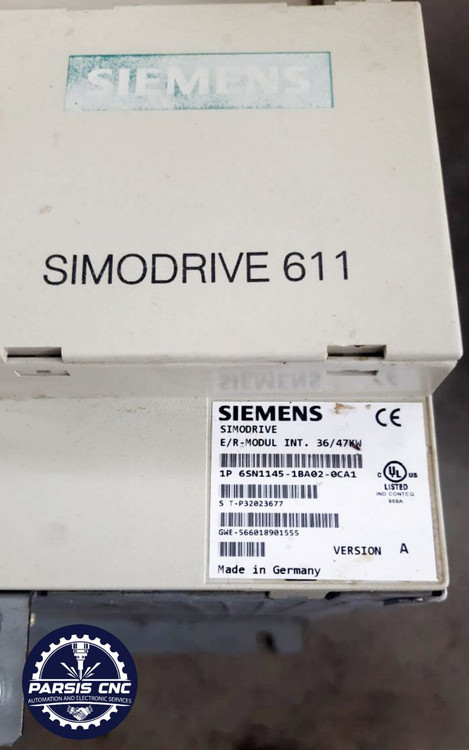 SIEMENS
SIMODRIVE 611
SIEMENS
SIEMENS
CE
SIMODRIVE
E/R-MODUL INT. 36/47KW
1P 6SN1145-1BA02-0CA1
C UL US
LISTED
IND.CONTEQ
S T-P32023677
GWE-566018901555
VERSION A
Made in Germany
PARSIS CNC
AUTOMATION AND ELECTRONIC SERVICES